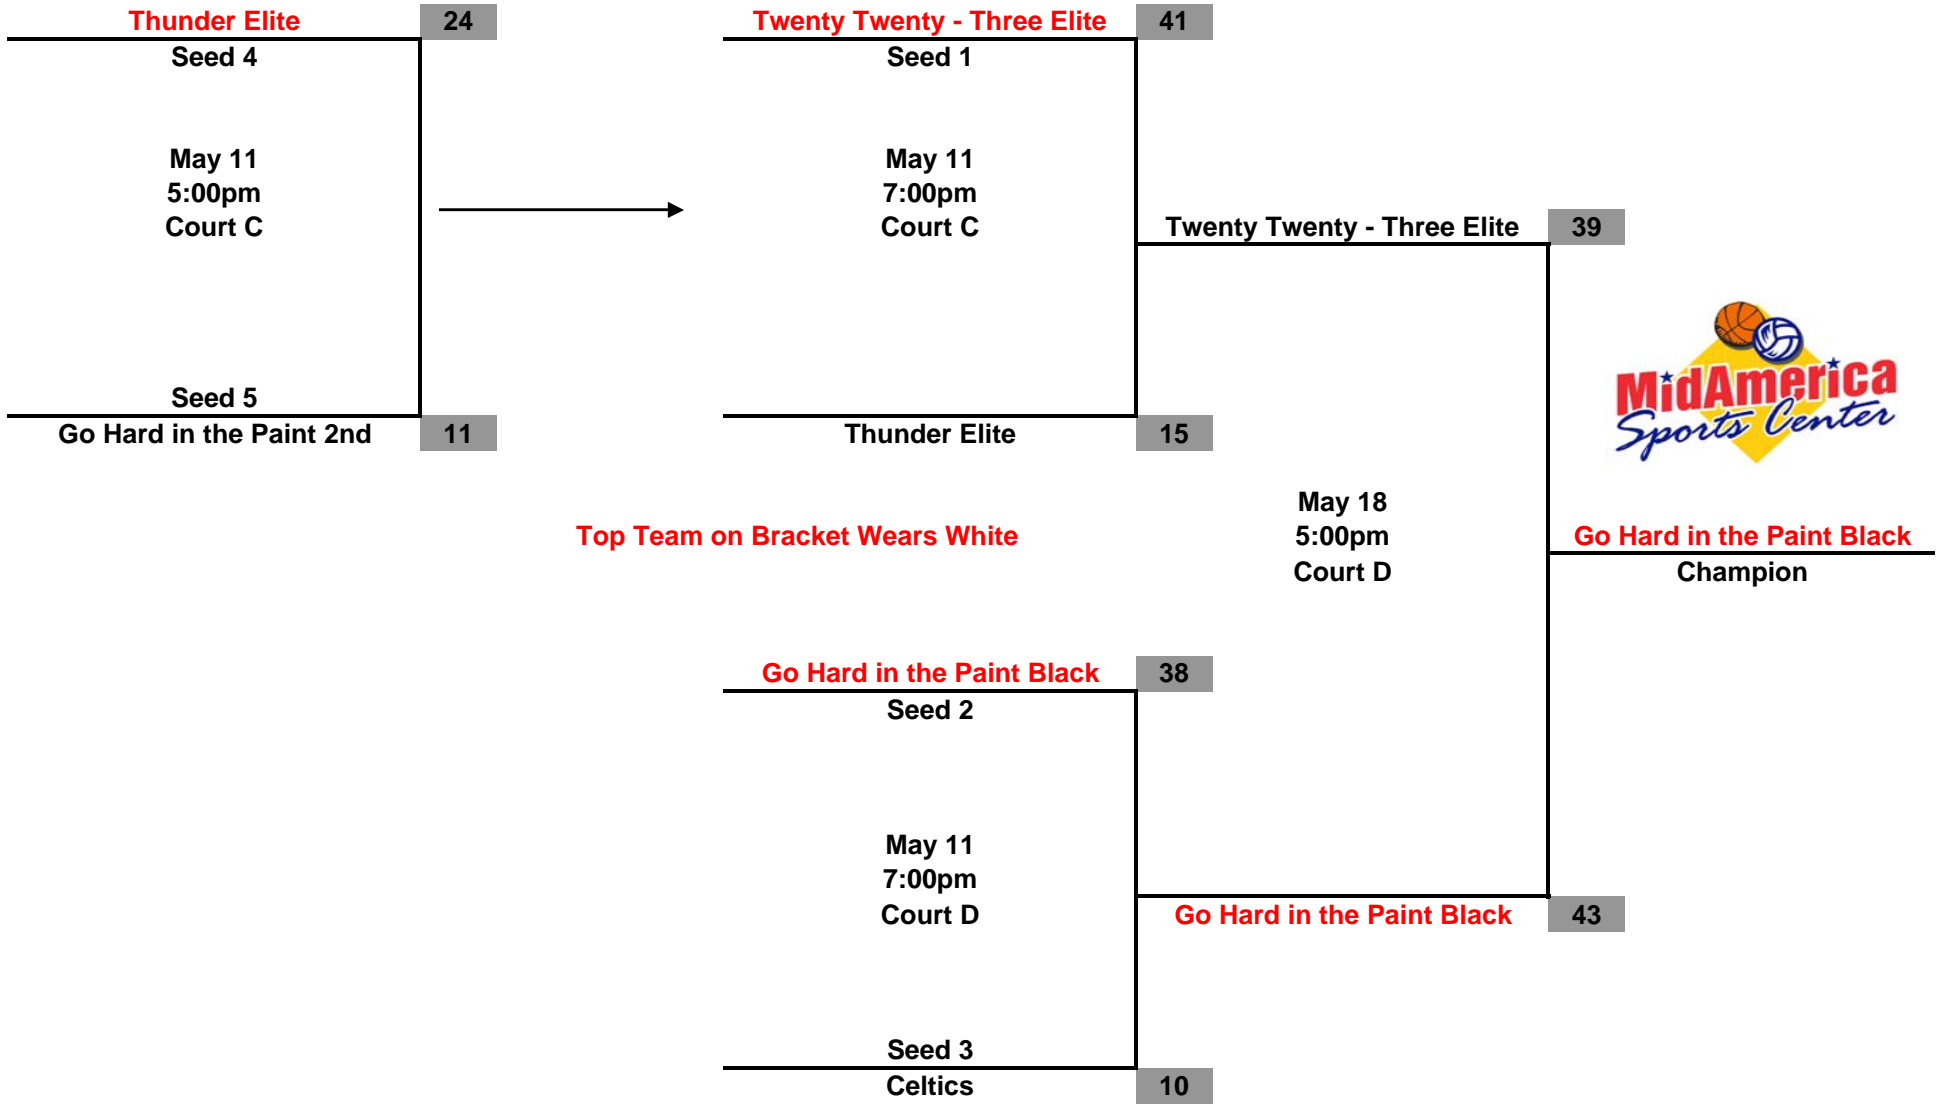 Thunder Elite 24
Seed 4
May 11
5:00pm
Court C
Seed 5
Go Hard in the Paint 2nd 11
Twenty Twenty - Three Elite 41
Seed 1
May 11
7:00pm
Court C
Thunder Elite 15
Top Team on Bracket Wears White
Go Hard in the Paint Black 38
Seed 2
May 11
7:00pm
Court D
Seed 3
Celtics 10
Twenty Twenty - Three Elite 39
May 18
5:00pm
Court D
Go Hard in the Paint Black 43
MidAmerica
Sports Center
Go Hard in the Paint Black
Champion